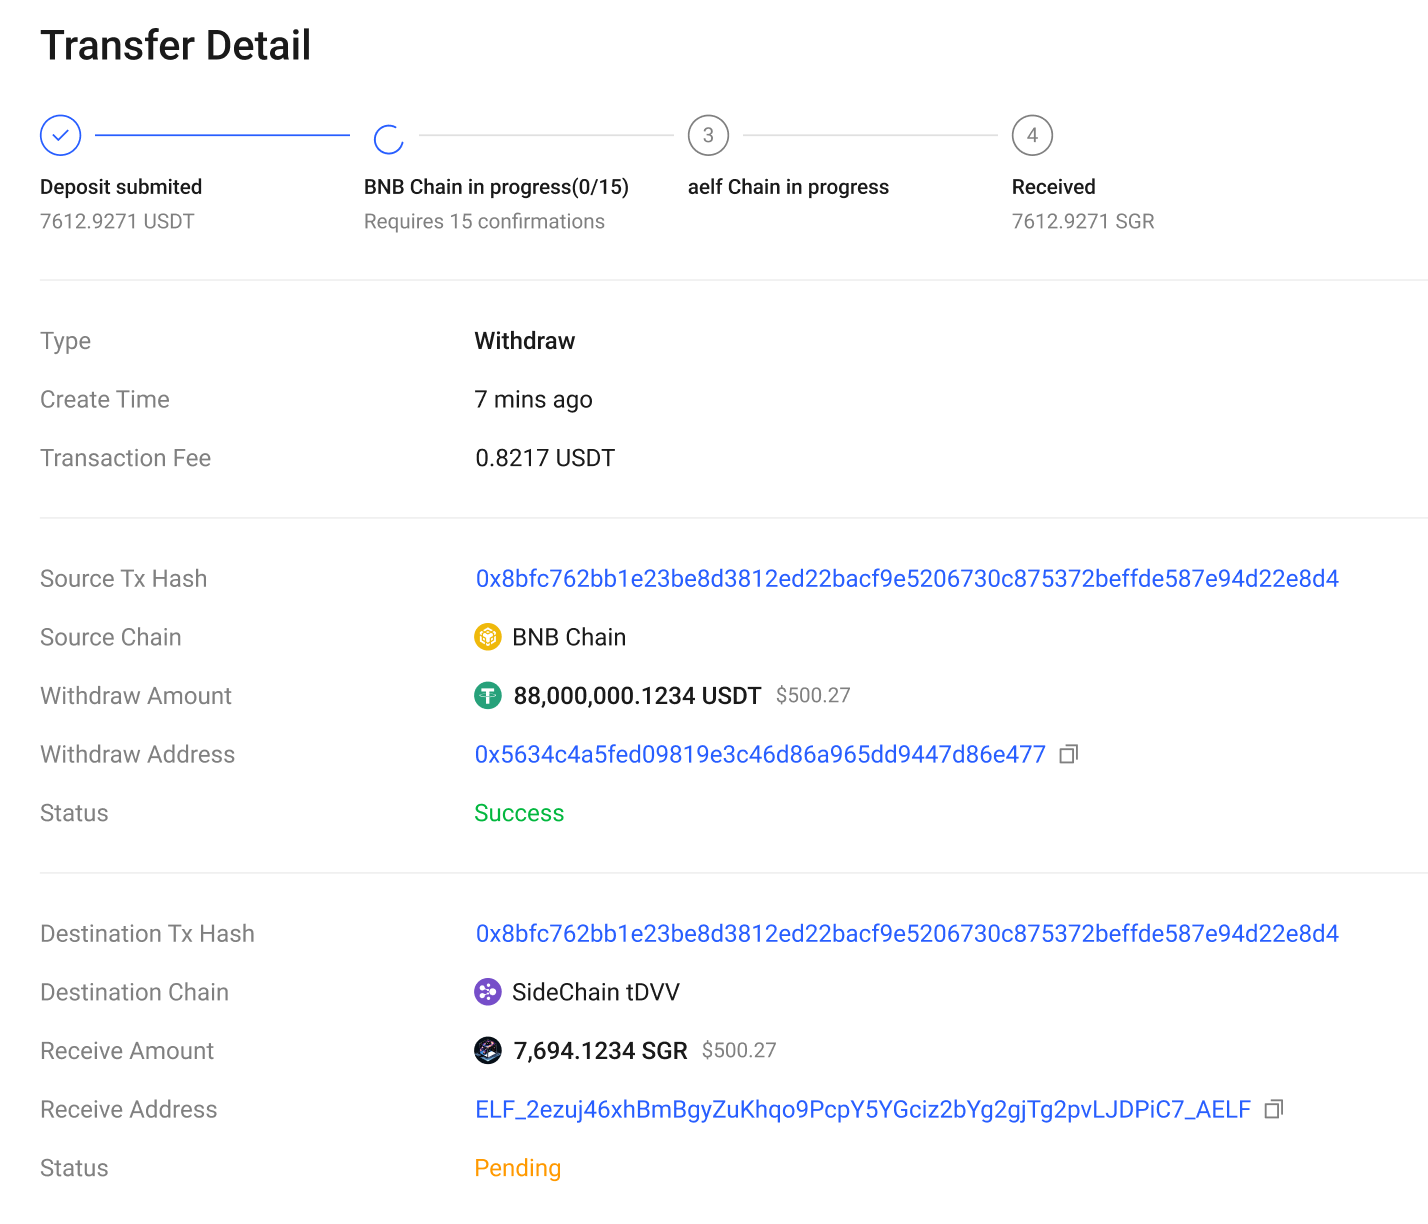 Transfer Detail
3
4
Deposit submited
BNB Chain in progress(0/15)
aelf Chain in progress
Received
7612.9271 USDT
Requires 15 confirmations
7612.9271 SGR
Type Withdraw
Create Time 7 mins ago
Transaction Fee 0.8217 USDT
Source Tx Hash 0x8bfc762bb1e23be8d3812ed22bacf9e5206730c875372beffde587e94d22e8d4
Source Chain BNB Chain
Withdraw Amount 88,000,000.1234 USDT $500.27
Withdraw Address 0x5634c4a5fed09819e3c46d86a965dd9447d86e477
Status Success
Destination Tx Hash 0x8bfc762bb1e23be8d3812ed22bacf9e5206730c875372beffde587e94d22e8d4
Destination Chain SideChain tDVV
Receive Amount 7,694.1234 SGR $500.27
Receive Address ELF_2ezuj46xhBmBgyZuKhqo9PcpY5YGciz2bYg2gjTg2pvLJDPiC7_AELF
Status Pending